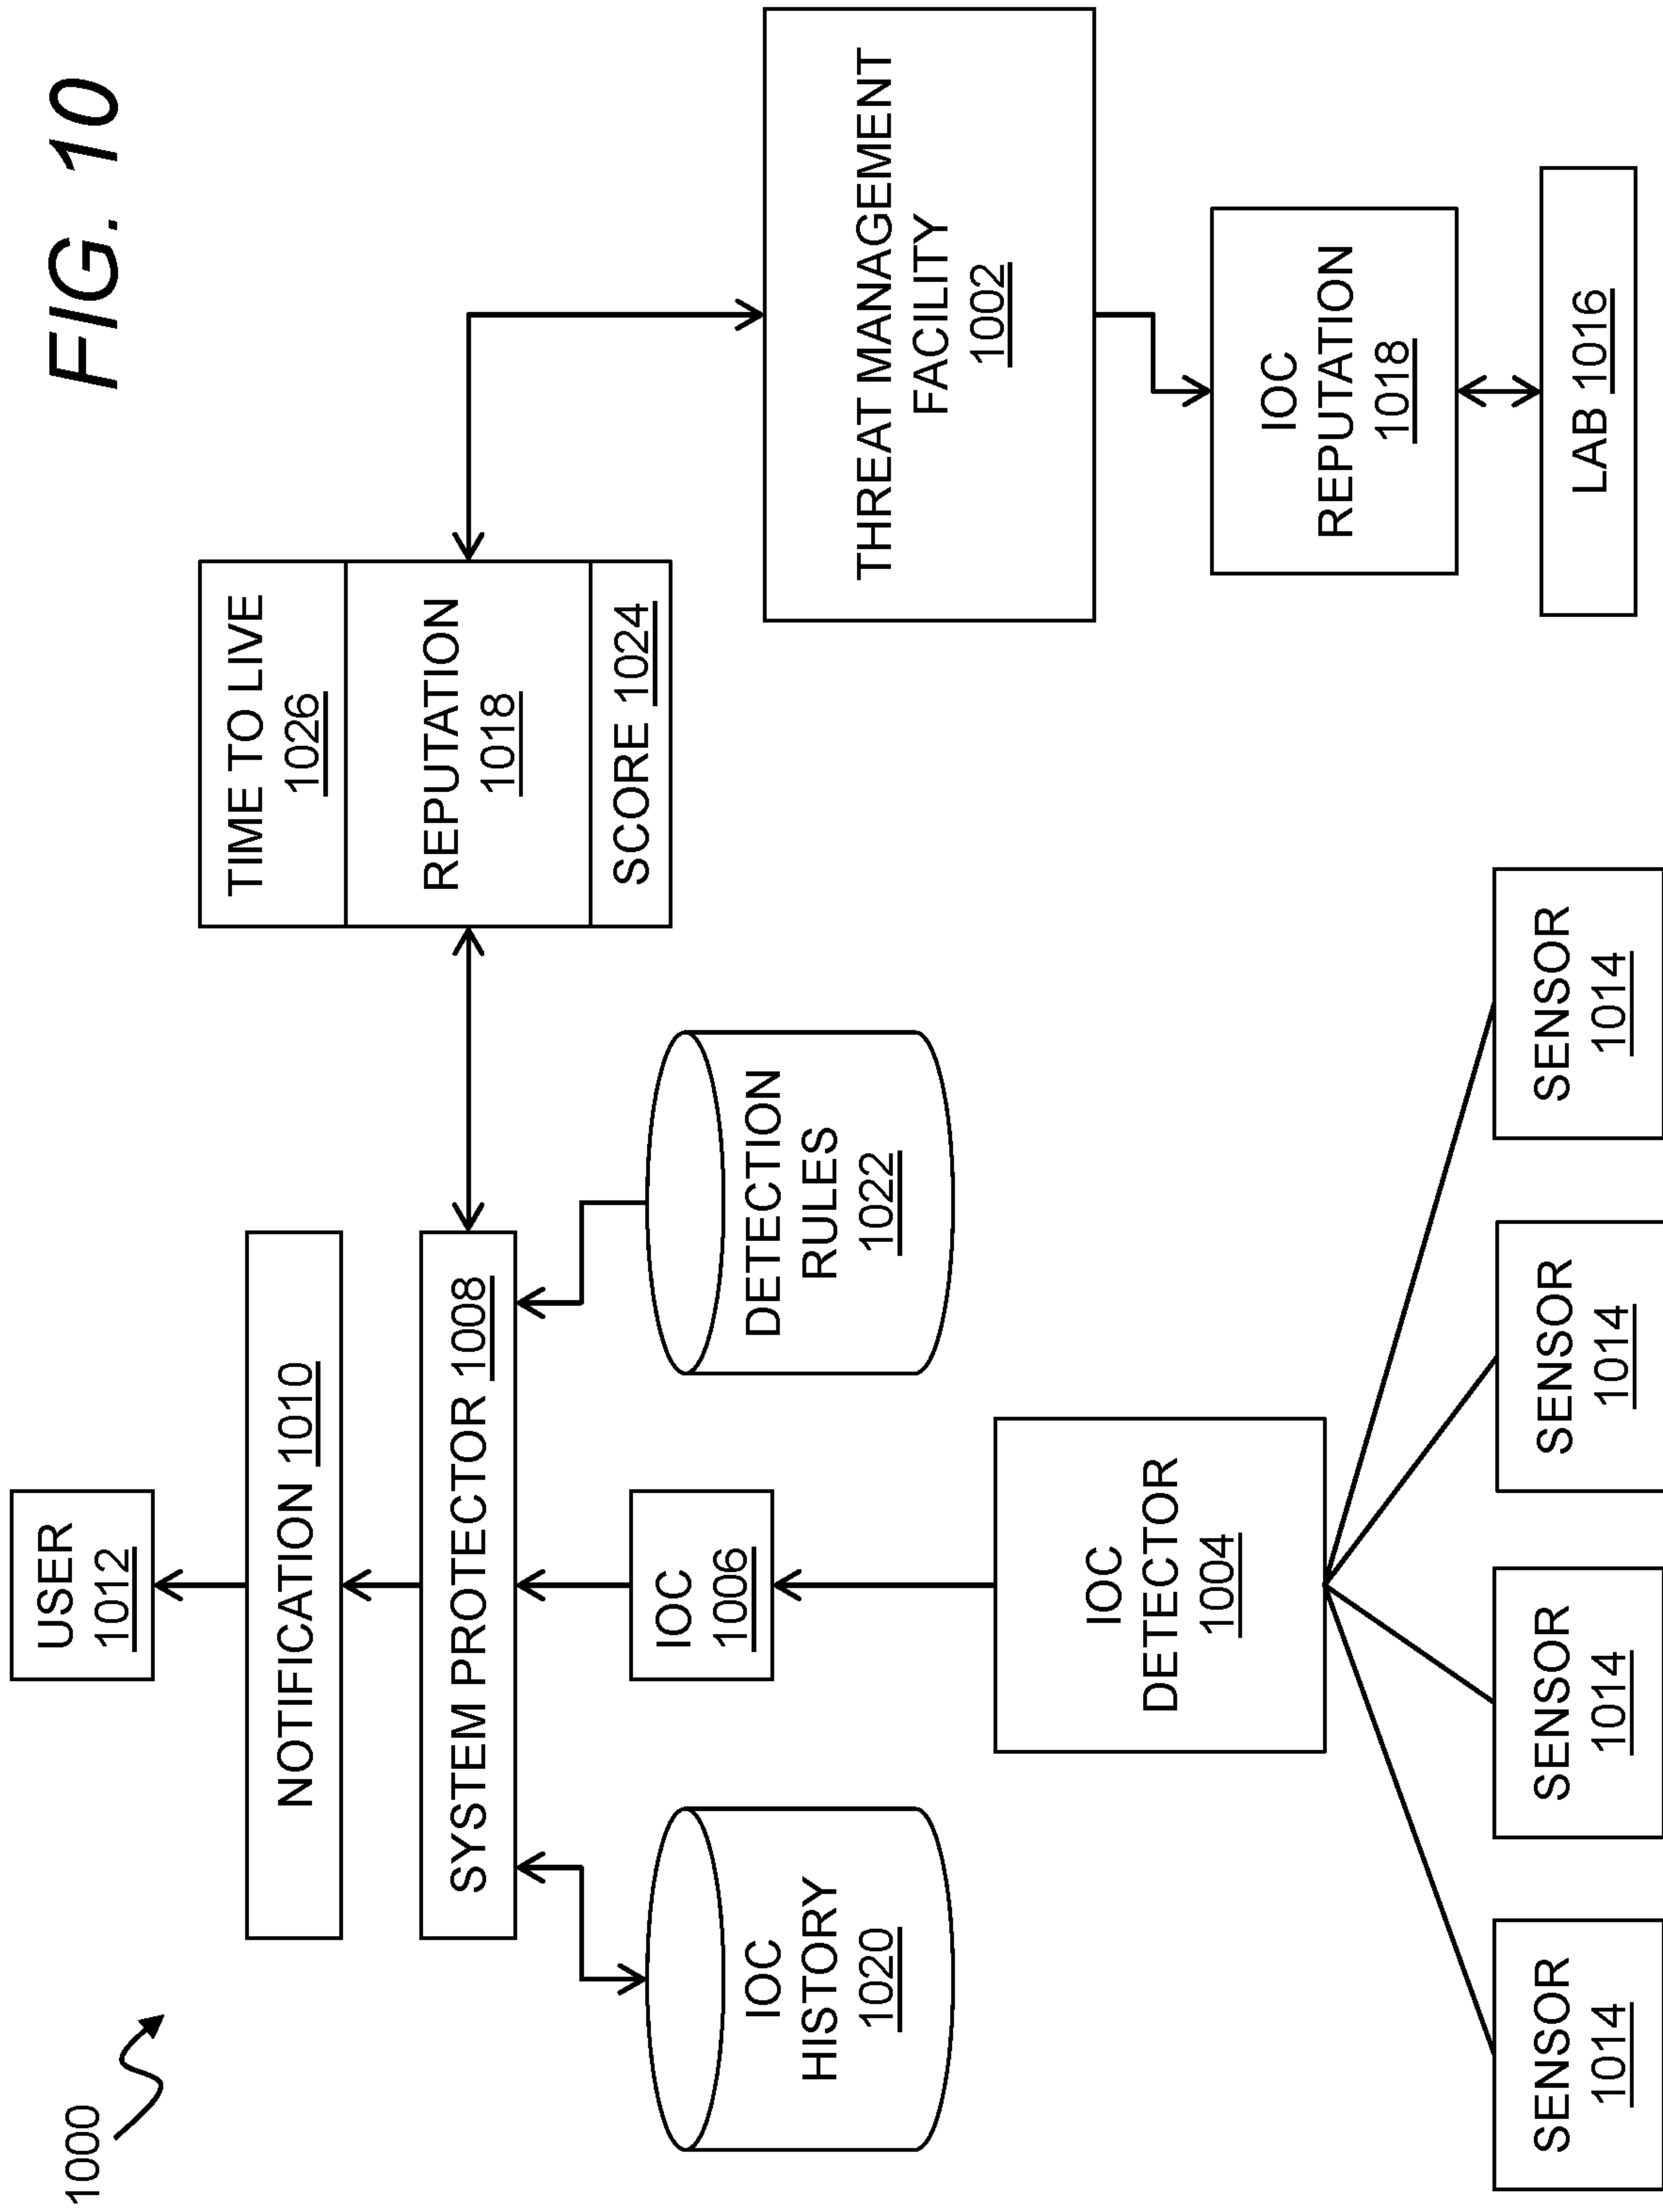 FIG. 10
1000
USER
1012
NOTIFICATION 1010
SYSTEM PROTECTOR 1008
TIME TO LIVE
1026
REPUTATION
1018
SCORE 1024
IOC
HISTORY
1020
IOC
1006
DETECTION
RULES
1022
THREAT MANAGEMENT
FACILITY
1002
IOC
DETECTOR
1004
IOC
REPUTATION
1018
LAB 1016
SENSOR
1014
SENSOR
1014
SENSOR
1014
SENSOR
1014